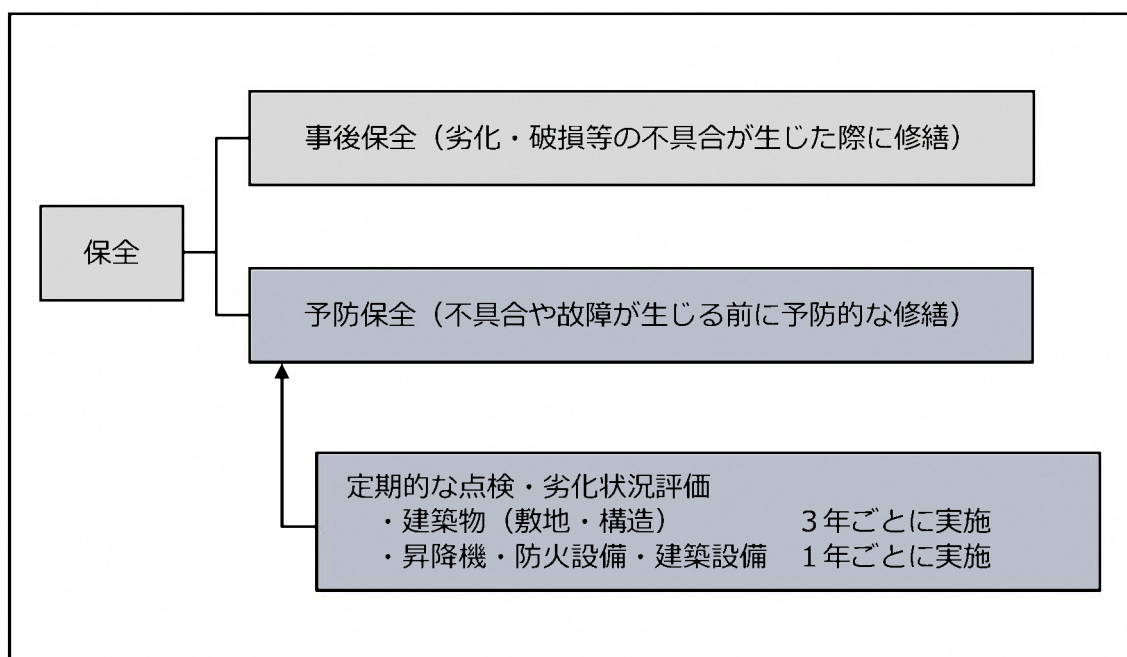 事後保全（劣化・破損等の不具合が生じた際に修繕）
保全
予防保全（不具合や故障が生じる前に予防的な修繕）
定期的な点検・劣化状況評価
・建築物（敷地・構造）　３年ごとに実施
・昇降機・防火設備・建築設備　１年ごとに実施